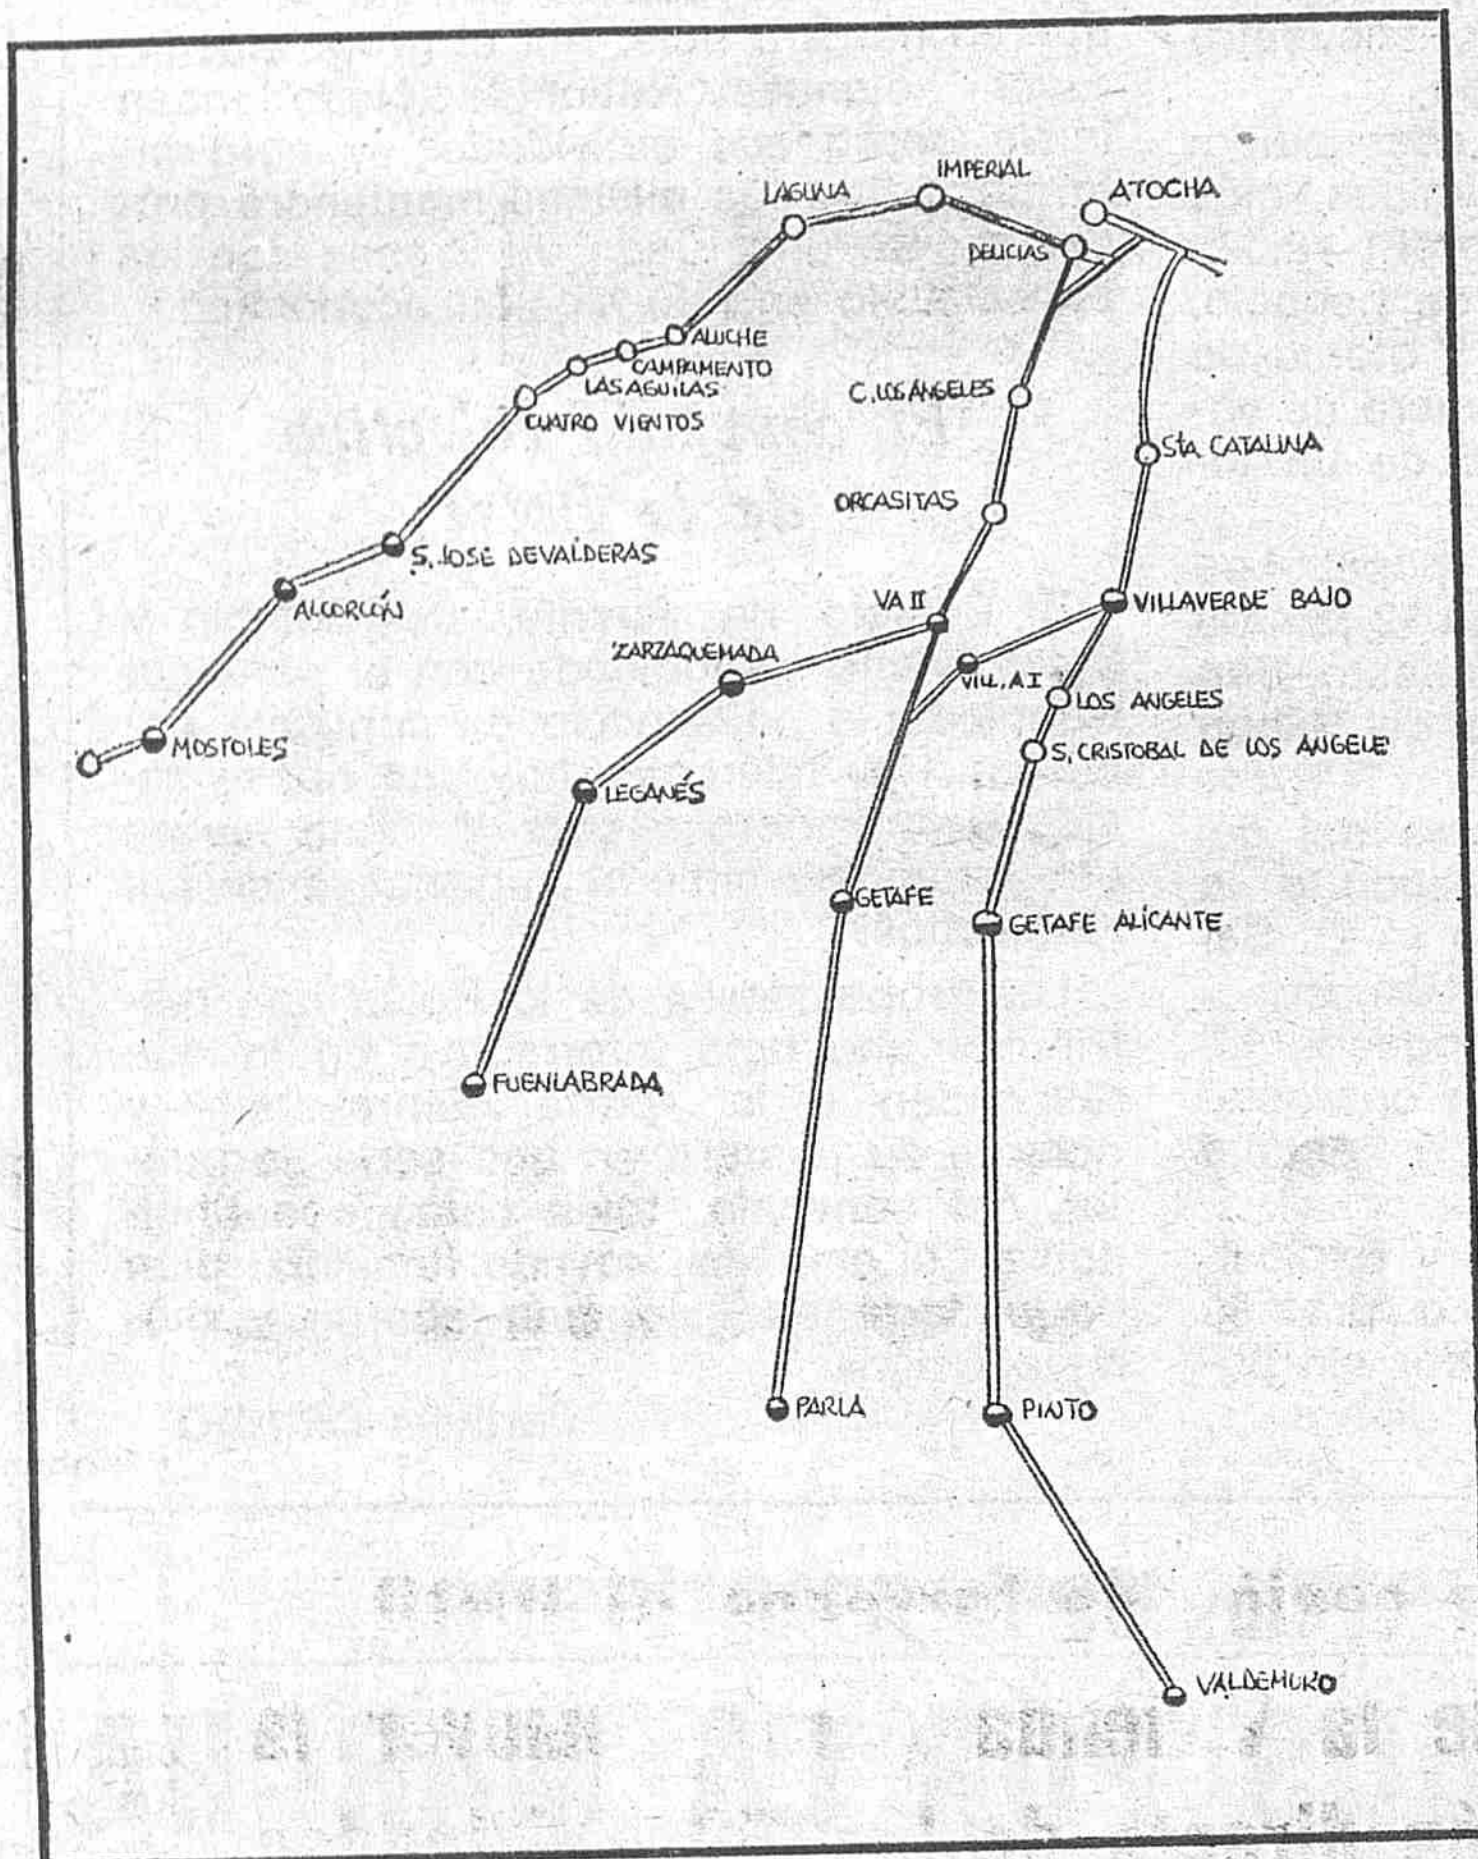 IMPERIAL
LAGUNA
ATOCHA
DELICIAS
ALUCHE
CAMPAMENTO
LAS AGUILAS
CUATRO VIENTOS
C. LOS ANGELES
STA CATALINA
ORCASITAS
S. JOSE DE VALDERAS
ALCORCÓN
VA II
VILLAVERDE BAJO
ZARZAQUEMADA
VILL. A I
LOS ANGELES
MOSTOLES
S. CRISTOBAL DE LOS ANGELE
LEGANÉS
GETAFE
GETAFE ALICANTE
FUENLABRADA
PARLA
PINTO
VALDEMORO